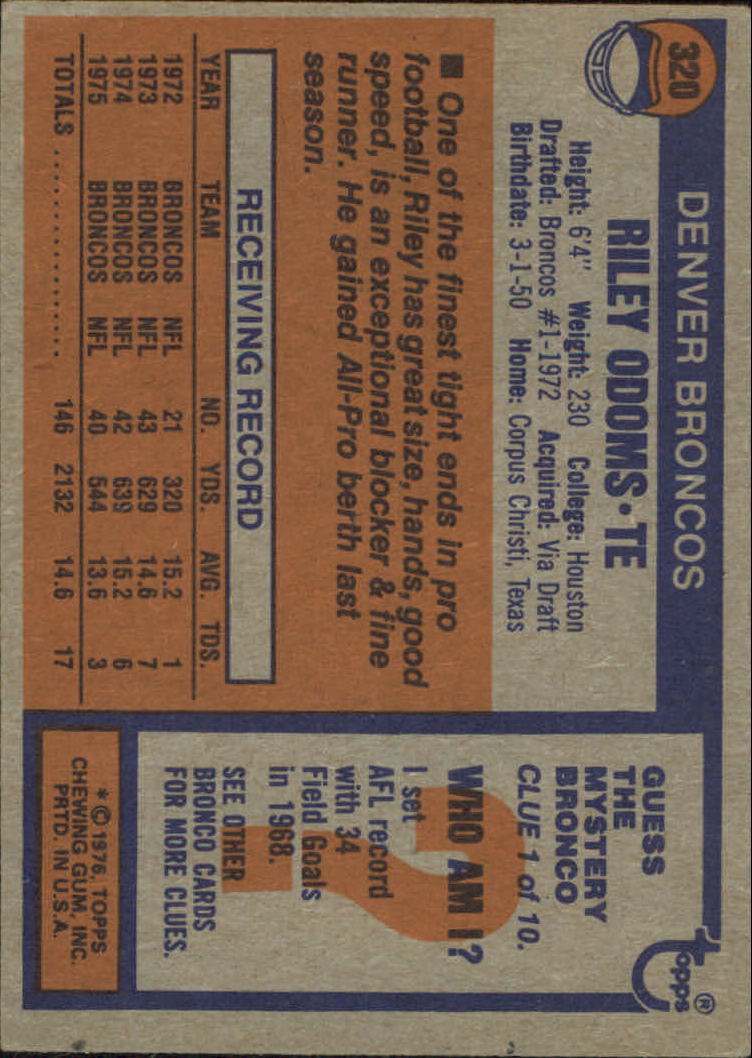 320
DENVER BRONCOS
RILEY ODOMS•TE
Height: 6'4" Weight: 230 College: Houston
Drafted: Broncos #1-1972 Acquired: Via Draft
Birthdate: 3-1-50 Home: Corpus Christi, Texas
■ One of the finest tight ends in pro
football, Riley has great size, hands, good
speed, is an exceptional blocker & fine
runner. He gained All-Pro berth last
season.
RECEIVING RECORD
YEAR TEAM NO. YDS. AVG. TDS.
1972 BRONCOS NFL 21 320 15.2 1
1973 BRONCOS NFL 43 629 14.6 7
1974 BRONCOS NFL 42 639 15.2 6
1975 BRONCOS NFL 40 544 13.6 3
TOTALS .................. 146 2132 14.6 17
topps®
GUESS
THE
MYSTERY
BRONCO
CLUE 1 of 10.
?
WHO AM I?
I set
AFL record
with 34
Field Goals
in 1968.
SEE OTHER
BRONCO CARDS
FOR MORE CLUES.
* © 1976, TOPPS
CHEWING GUM, INC.
PRTD. IN U.S.A.